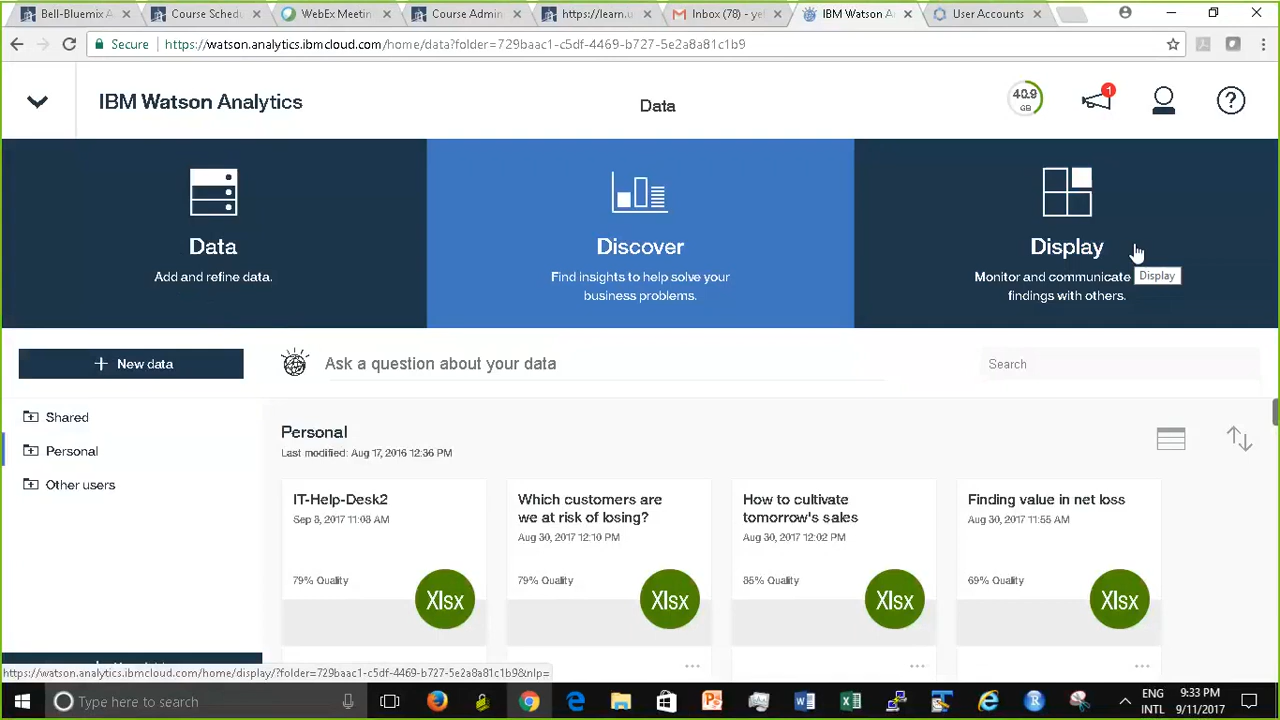 Bell-Bluemix A
Course Schedu
WebEx Meetin
Course Admin
https://learn.u
Inbox (78) - ye
IBM Watson A
User Accounts
Secure
https://watson.analytics.ibmcloud.com/home/data?folder=729baac1-c5df-4469-b727-5e2a8a81c1b9
IBM Watson Analytics
Data
40.9
GB
1
?
Data
Add and refine data.
Discover
Find insights to help solve your
business problems.
Display
Monitor and communicate
findings with others.
Display
New data
Ask a question about your data
Search
Shared
Personal
Other users
Personal
Last modified: Aug 17, 2016 12:36 PM
IT-Help-Desk2
Sep 8, 2017 11:08 AM
79% Quality
Xlsx
Which customers are
we at risk of losing?
Aug 30, 2017 12:10 PM
79% Quality
Xlsx
How to cultivate
tomorrow's sales
Aug 30, 2017 12:02 PM
85% Quality
Xlsx
Finding value in net loss
Aug 30, 2017 11:55 AM
69% Quality
Xlsx
https://watson.analytics.ibmcloud.com/home/display/?folder=729baac1-c5df-4469-b727-5e2a8a81c1b9&nlp=
Type here to search
ENG
INTL
9:33 PM
9/11/2017